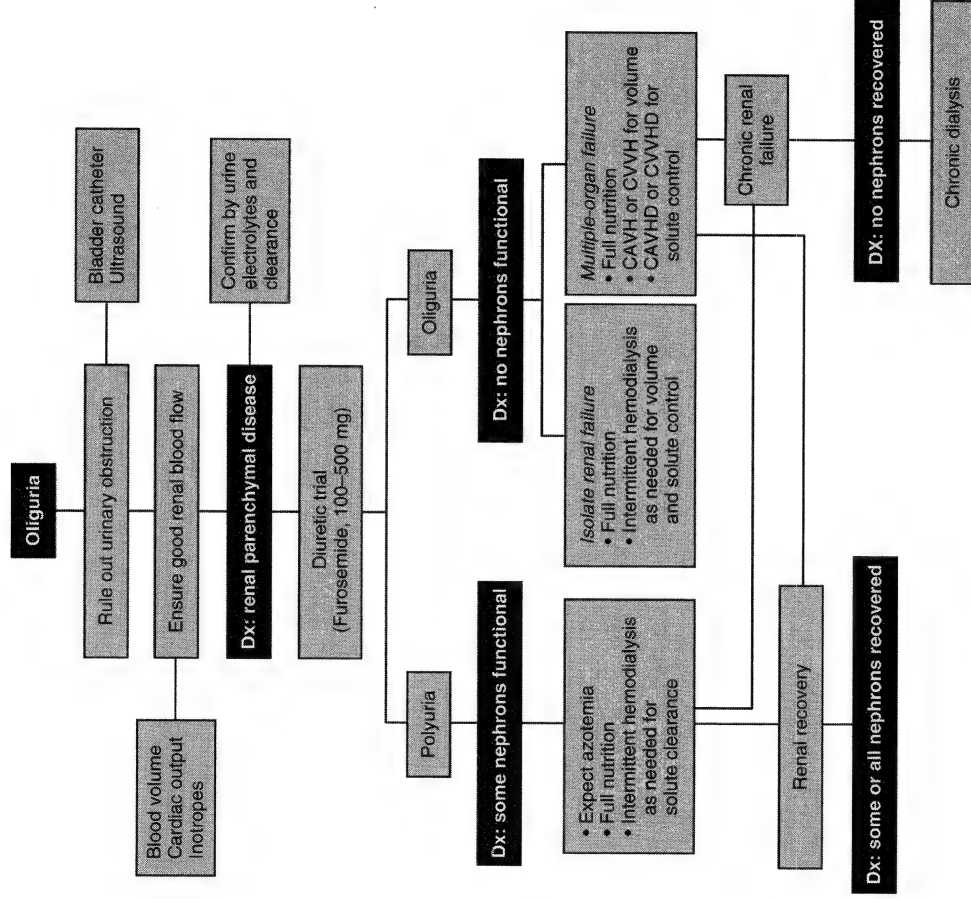 Oliguria
Rule out urinary obstruction
Bladder catheter
Ultrasound
Ensure good renal blood flow
Blood volume
Cardiac output
Inotropes
Dx: renal parenchymal disease
Confirm by urine
electrolytes and
clearance
Diuretic trial
(Furosemide, 100–500 mg)
Polyuria
Dx: some nephrons functional
• Expect azotemia
• Full nutrition
• Intermittent hemodialysis
as needed for
solute clearance
Oliguria
Dx: no nephrons functional
Isolate renal failure
• Full nutrition
• Intermittent hemodialysis
as needed for volume
and solute control
Multiple-organ failure
• Full nutrition
• CAVH or CVVH for volume
• CAVHD or CVVHD for
solute control
Renal recovery
Dx: some or all nephrons recovered
Chronic renal
failure
DX: no nephrons recovered
Chronic dialysis